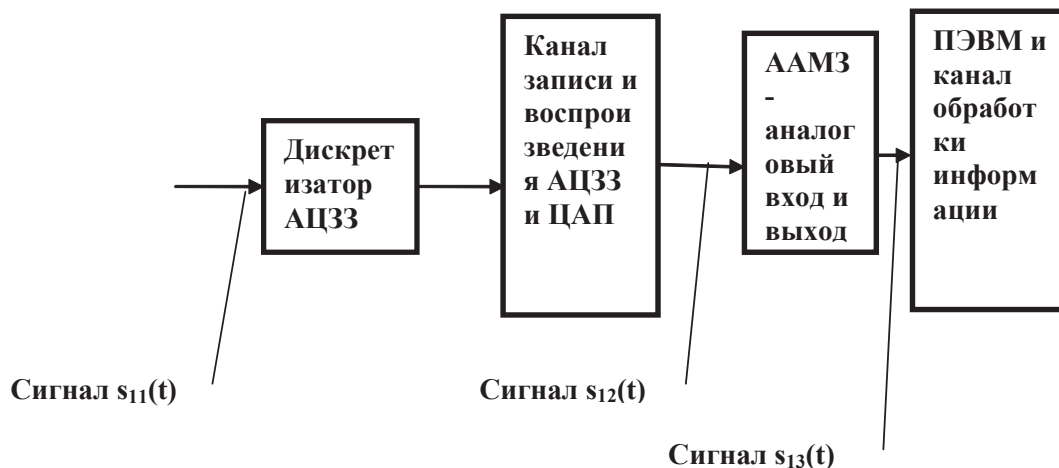 Дискрет
изатор
АЦЗЗ
Канал
записи и
воспрои
зведени
я АЦЗЗ
и ЦАП
ААМЗ
-
аналог
овый
вход и
выход
ПЭВМ и
канал
обработ
ки
информ
ации
Сигнал s₁₁(t)
Сигнал s₁₂(t)
Сигнал s₁₃(t)